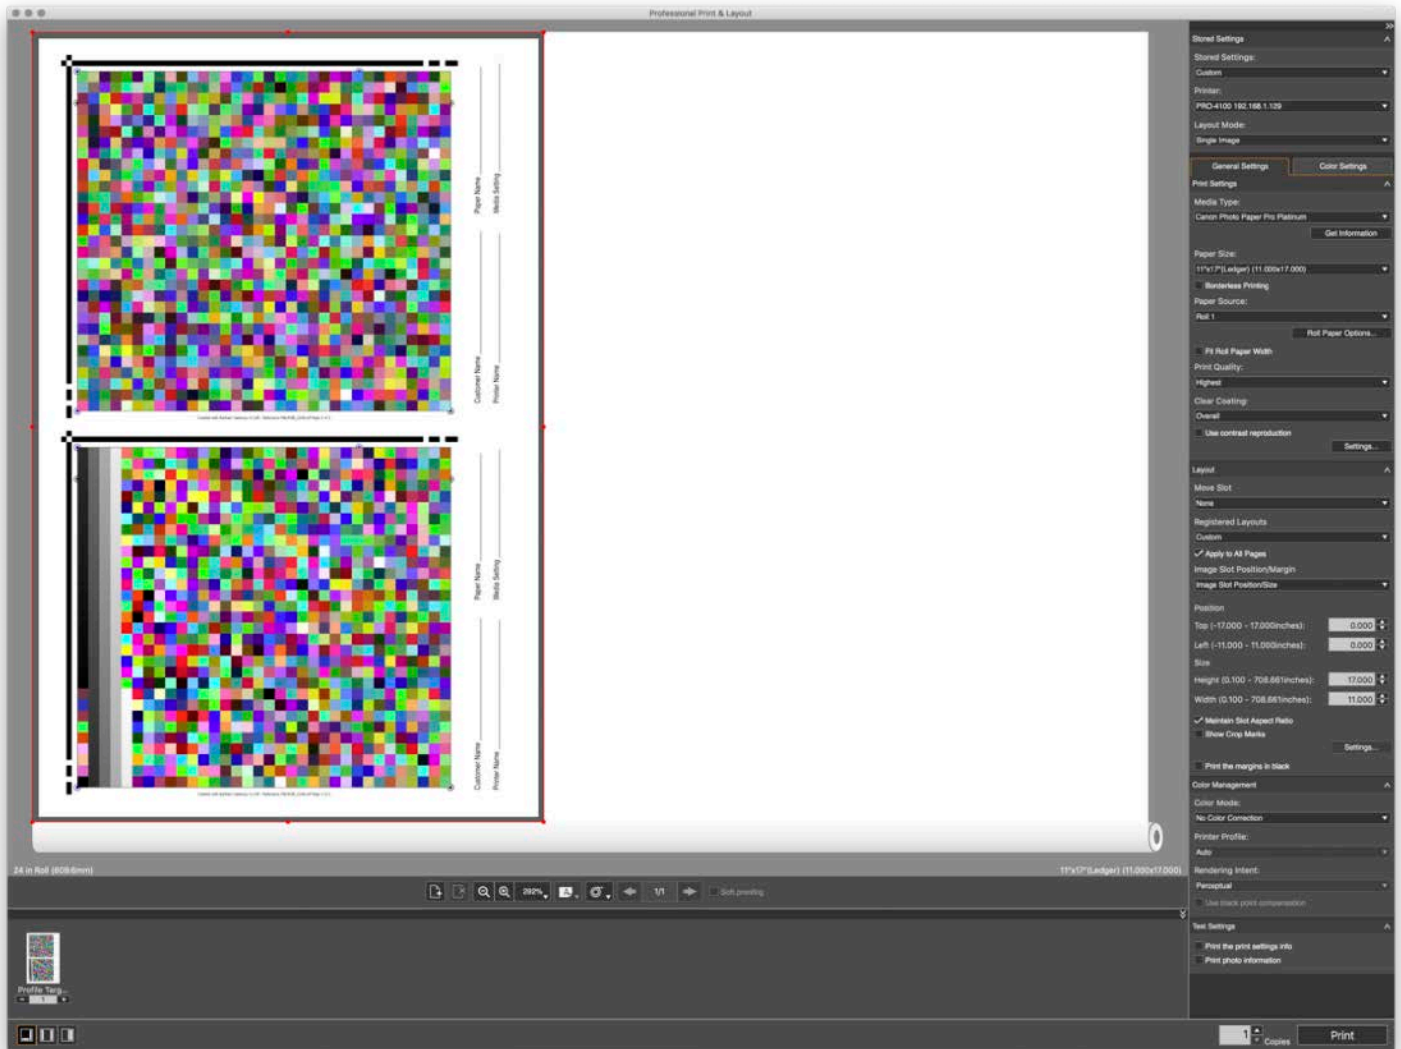 Professional Print & Layout
Paper Name
Media Setting
Customer Name
Printer Name
Paper Name
Media Setting
Customer Name
Printer Name
24 in Roll (609.6mm)
11"x17"(Ledger) (11.000x17.000)
282%
1/1
Soft proofing
Profile Targ...
1
Stored Settings
Stored Settings:
Custom
Printer:
PRO-4100 192.168.1.129
Layout Mode:
Single Image
General Settings
Color Settings
Print Settings
Media Type:
Canon Photo Paper Pro Platinum
Get Information
Paper Size:
11"x17"(Ledger) (11.000x17.000)
Borderless Printing
Paper Source:
Roll 1
Roll Paper Options...
Fit Roll Paper Width
Print Quality:
Highest
Clear Coating:
Overall
Use contrast reproduction
Settings...
Layout
Move Slot
None
Registered Layouts
Custom
Apply to All Pages
Image Slot Position/Margin
Image Slot Position/Size
Position
Top (-17.000 - 17.000inches): 0.000
Left (-11.000 - 11.000inches): 0.000
Size
Height (0.100 - 708.661inches): 17.000
Width (0.100 - 708.661inches): 11.000
Maintain Slot Aspect Ratio
Show Crop Marks
Settings...
Print the margins in black
Color Management
Color Mode:
No Color Correction
Printer Profile:
Auto
Rendering Intent:
Perceptual
Use black point compensation
Text Settings
Print the print settings info
Print photo information
1 Copies
Print